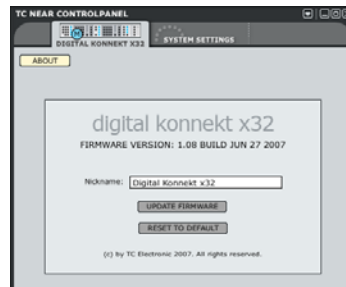 TC NEAR CONTROLPANEL
DIGITAL KONNEKT X32
SYSTEM SETTINGS
ABOUT
digital konnekt x32
FIRMWARE VERSION: 1.08 BUILD JUN 27 2007
Nickname: Digital Konnekt x32
UPDATE FIRMWARE
RESET TO DEFAULT
(c) by TC Electronic 2007. All rights reserved.